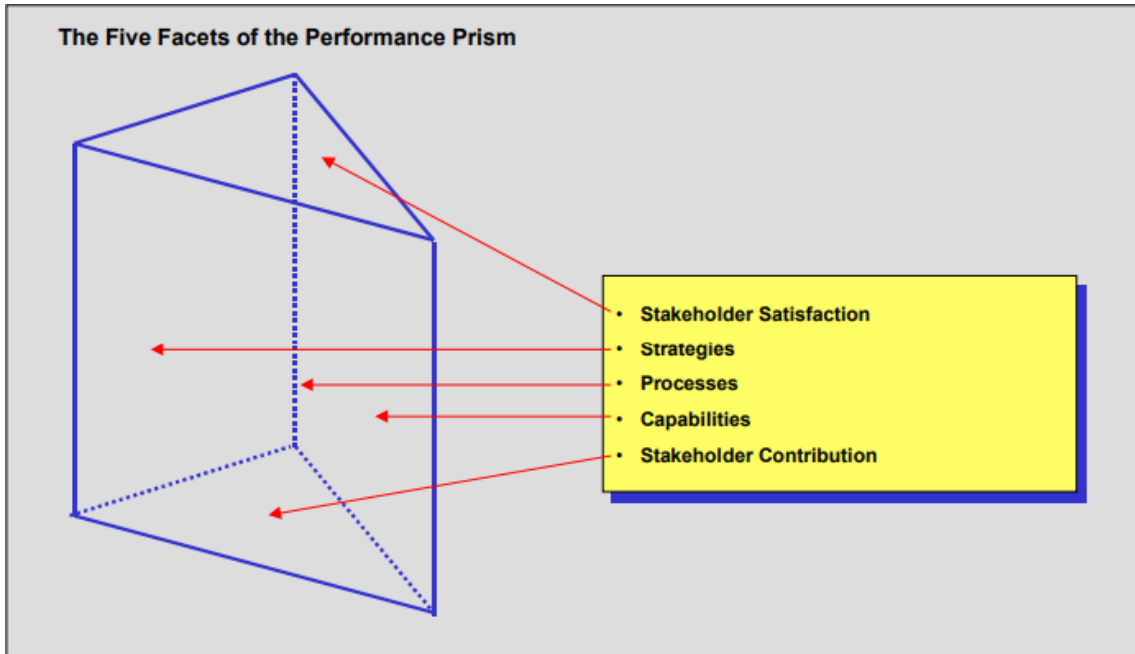 The Five Facets of the Performance Prism
• Stakeholder Satisfaction
• Strategies
• Processes
• Capabilities
• Stakeholder Contribution